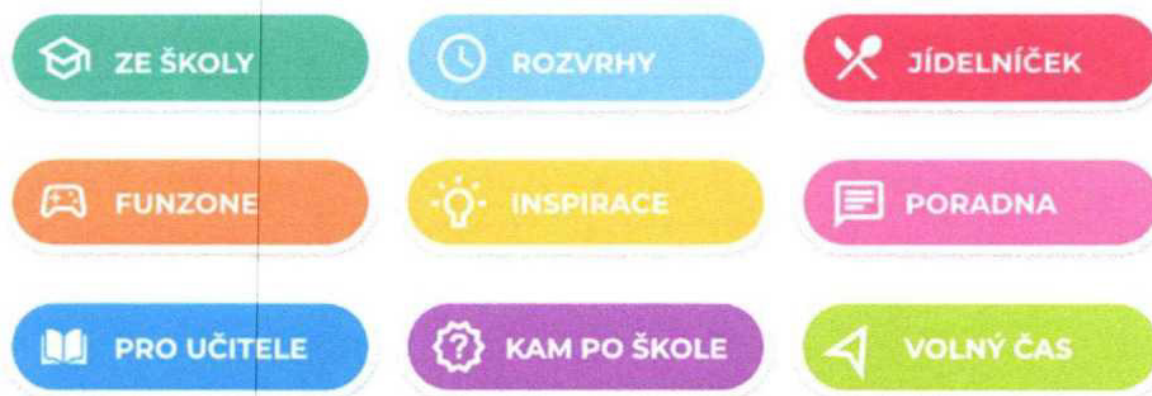 ZE ŠKOLY
ROZVRHY
JÍDELNÍČEK
FUNZONE
INSPIRACE
PORADNA
PRO UČITELE
KAM PO ŠKOLE
VOLNÝ ČAS